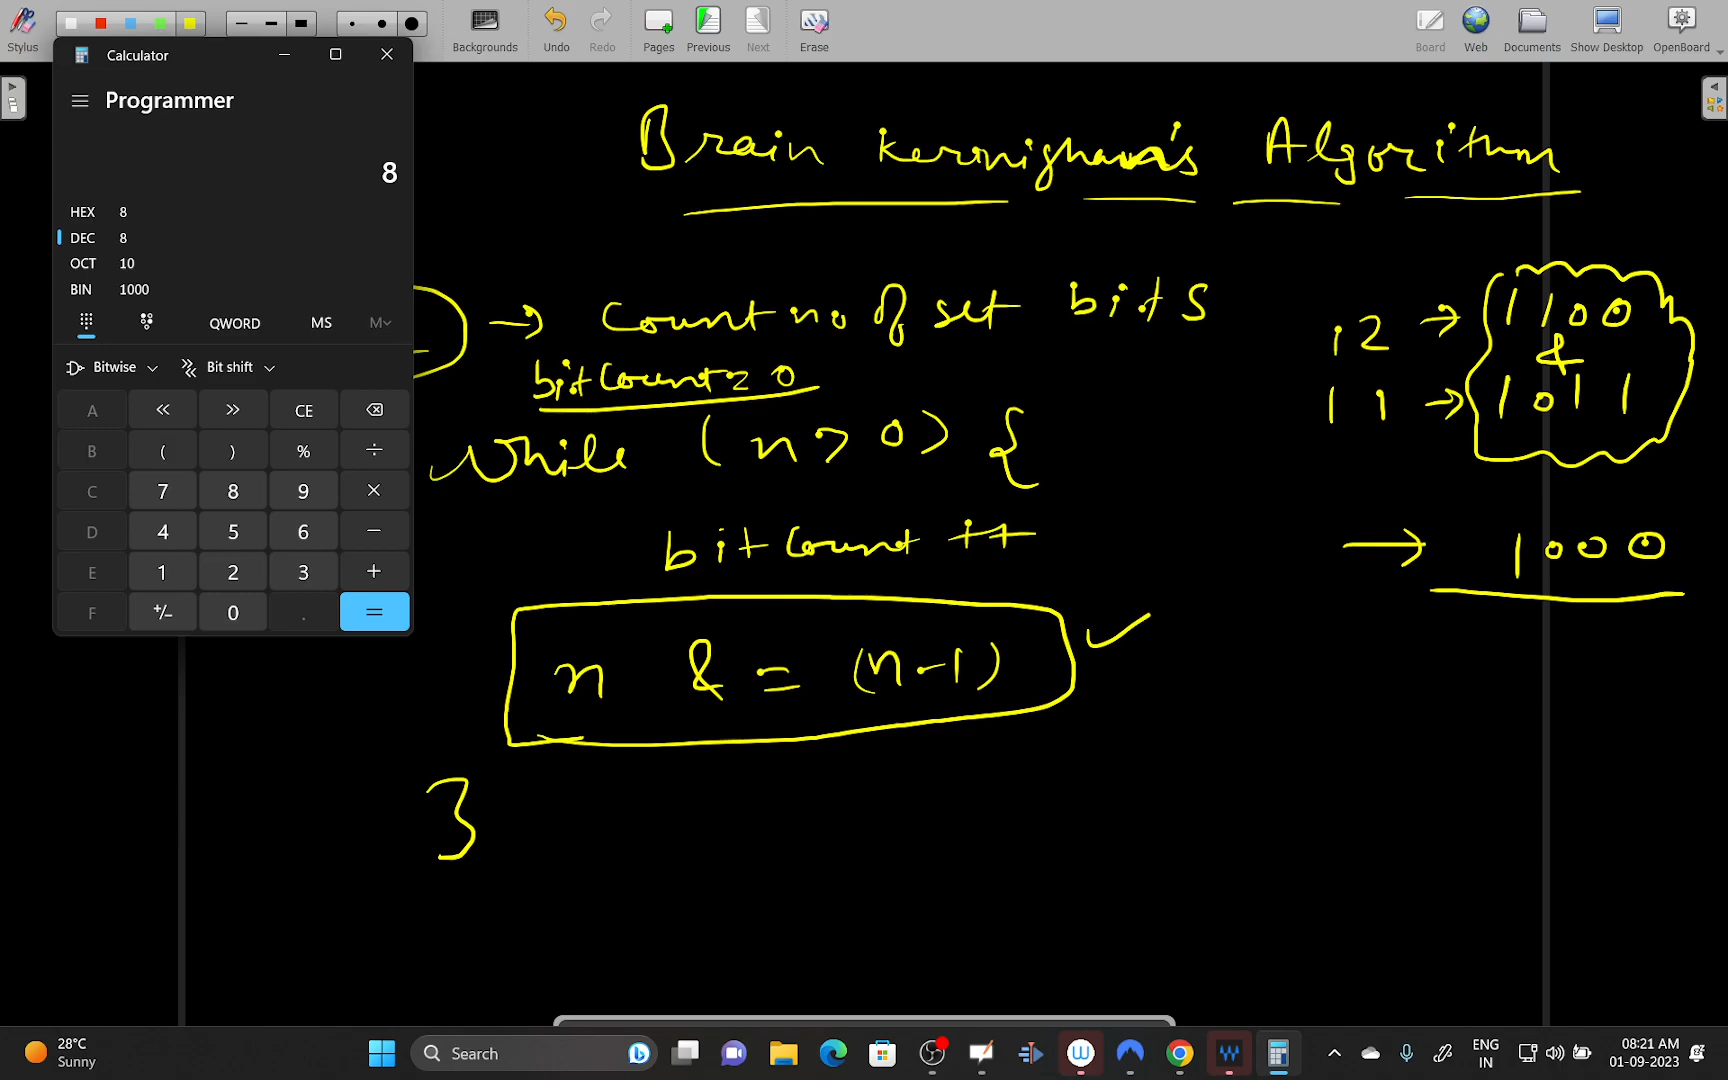 Stylus
Backgrounds
Undo
Redo
Pages
Previous
Next
Erase
Board
Web
Documents
Show Desktop
OpenBoard
Calculator
Programmer
8
HEX 8
DEC 8
OCT 10
BIN 1000
QWORD MS M
Bitwise Bit shift
A << >> CE
B ( ) % ÷
C 7 8 9 ×
D 4 5 6 −
E 1 2 3 +
F +/− 0 . =
Brain Kernighan's Algorithm
→ Count no of set bits
bitCount = 0
While (n > 0) {
bitCount ++
n & = (n-1)
}
12 → 1100
&
11 → 1011
→ 1000
28°C
Sunny
Search
ENG
IN
08:21 AM
01-09-2023